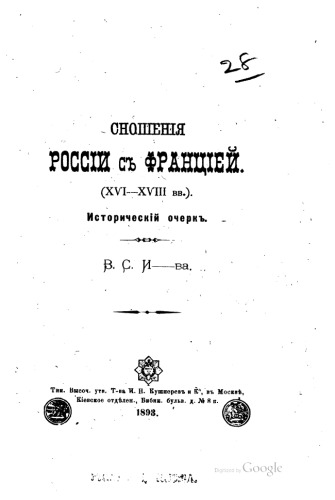 28
СНОШЕНІЯ
РОССІИ СЪ ФРАНЦІЕЙ.
(XVI—XVIII вв.).
Историческій очеркъ.
В. С. И——ва.
Тип. Высоч. утв. Т-ва И. Н. Кушнеревъ и К°, въ Москвѣ,
Кіевское отдѣлен., Бибик. бульв. д. № 8 а.
1893.
Digitized by Google